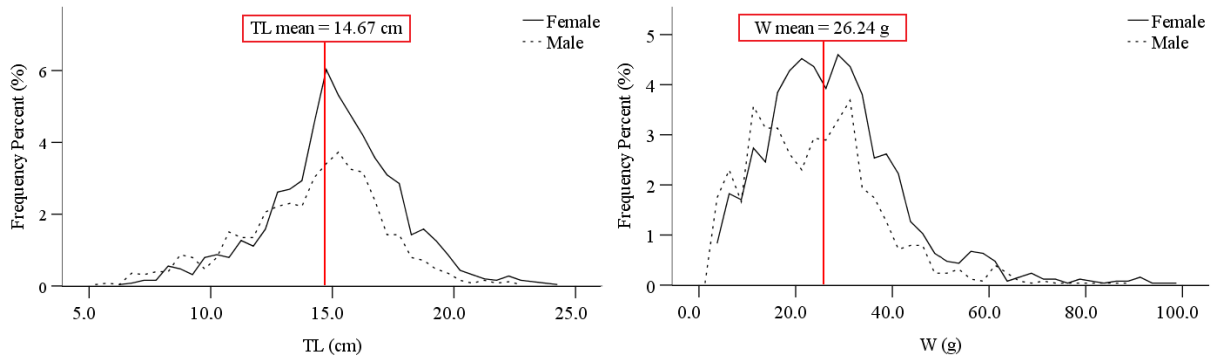 TL mean = 14.67 cm
Female
Male
Frequency Percent (%)
6
4
2
0
5.0 10.0 15.0 20.0 25.0
TL (cm)
W mean = 26.24 g
Female
Male
Frequency Percent (%)
5
4
3
2
1
0
0.0 20.0 40.0 60.0 80.0 100.0
W (g)